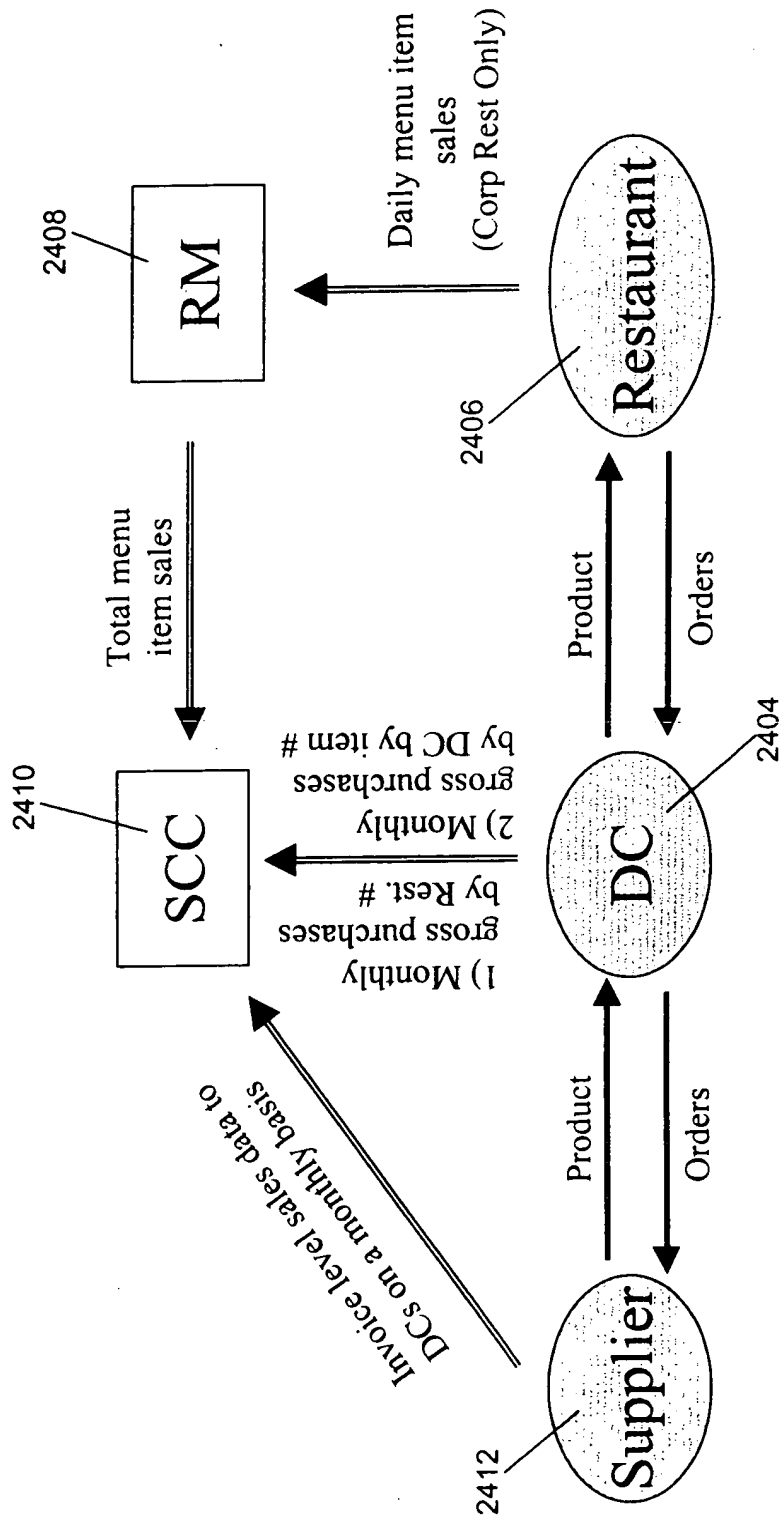 2410
SCC
Total menu
item sales
2408
RM
Invoice level sales data to
DCs on a monthly basis
1) Monthly
gross purchases
by Rest. #
2) Monthly
gross purchases
by DC by item #
Daily menu item
sales
(Corp Rest Only)
2412
Supplier
Product
Orders
DC
2404
Product
Orders
2406
Restaurant